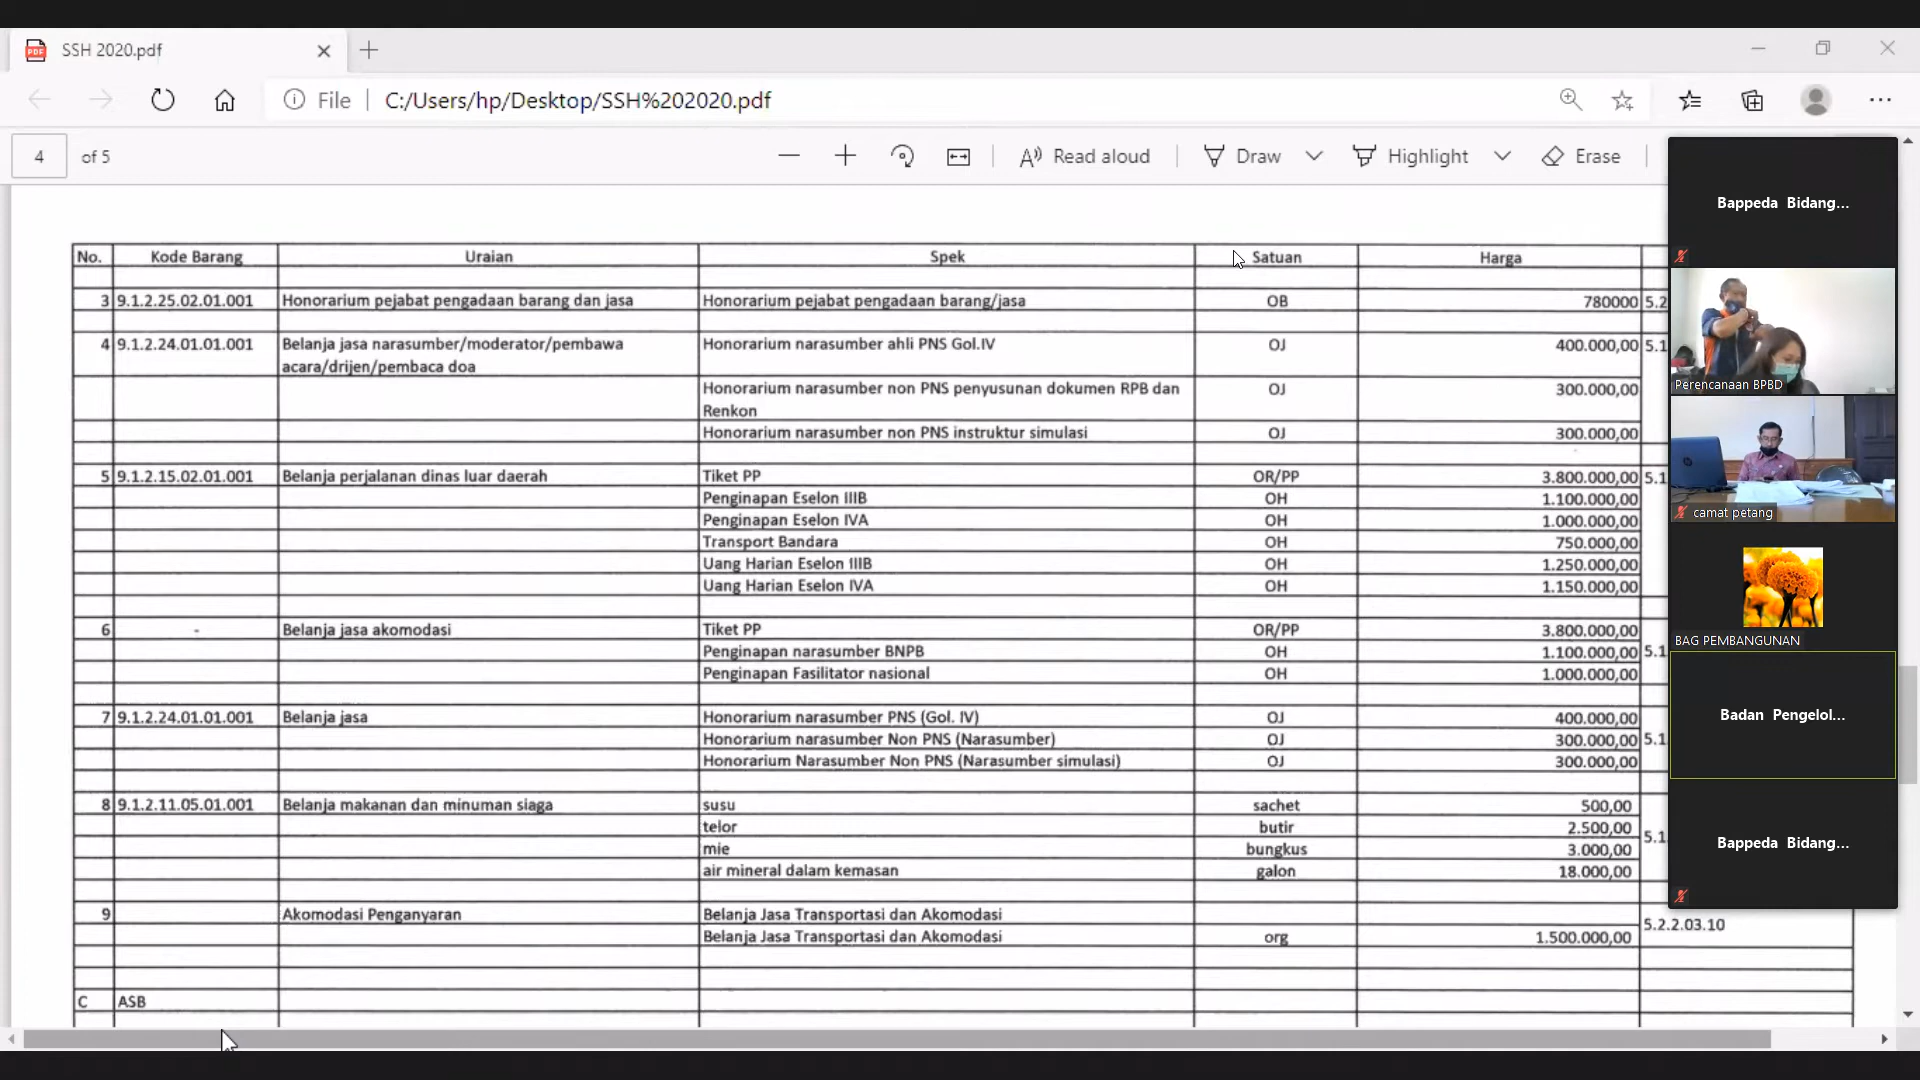 SSH 2020.pdf
File C:/Users/hp/Desktop/SSH%202020.pdf
4 of 5 Read aloud Draw Highlight Erase
No. Kode Barang Uraian Spek Satuan Harga
3 9.1.2.25.02.01.001 Honorarium pejabat pengadaan barang dan jasa Honorarium pejabat pengadaan barang/jasa OB 780000 5.2
4 9.1.2.24.01.01.001 Belanja jasa narasumber/moderator/pembawa Honorarium narasumber ahli PNS Gol.IV OJ 400.000,00 5.1
acara/drijen/pembaca doa
Honorarium narasumber non PNS penyusunan dokumen RPB dan OJ 300.000,00
Renkon
Honorarium narasumber non PNS instruktur simulasi OJ 300.000,00
5 9.1.2.15.02.01.001 Belanja perjalanan dinas luar daerah Tiket PP OR/PP 3.800.000,00 5.1
Penginapan Eselon IIIB OH 1.100.000,00
Penginapan Eselon IVA OH 1.000.000,00
Transport Bandara OH 750.000,00
Uang Harian Eselon IIIB OH 1.250.000,00
Uang Harian Eselon IVA OH 1.150.000,00
6 - Belanja jasa akomodasi Tiket PP OR/PP 3.800.000,00
Penginapan narasumber BNPB OH 1.100.000,00 5.1
Penginapan Fasilitator nasional OH 1.000.000,00
7 9.1.2.24.01.01.001 Belanja jasa Honorarium narasumber PNS (Gol. IV) OJ 400.000,00
Honorarium narasumber Non PNS (Narasumber) OJ 300.000,00 5.1
Honorarium Narasumber Non PNS (Narasumber simulasi) OJ 300.000,00
8 9.1.2.11.05.01.001 Belanja makanan dan minuman siaga susu sachet 500,00
telor butir 2.500,00
5.1.
mie bungkus 3.000,00
air mineral dalam kemasan galon 18.000,00
9 Akomodasi Penganyaran Belanja Jasa Transportasi dan Akomodasi
5.2.2.03.10
Belanja Jasa Transportasi dan Akomodasi org 1.500.000,00
C ASB
Bappeda Bidang...
Perencanaan BPBD
camat petang
BAG PEMBANGUNAN
Badan Pengelol...
Bappeda Bidang...